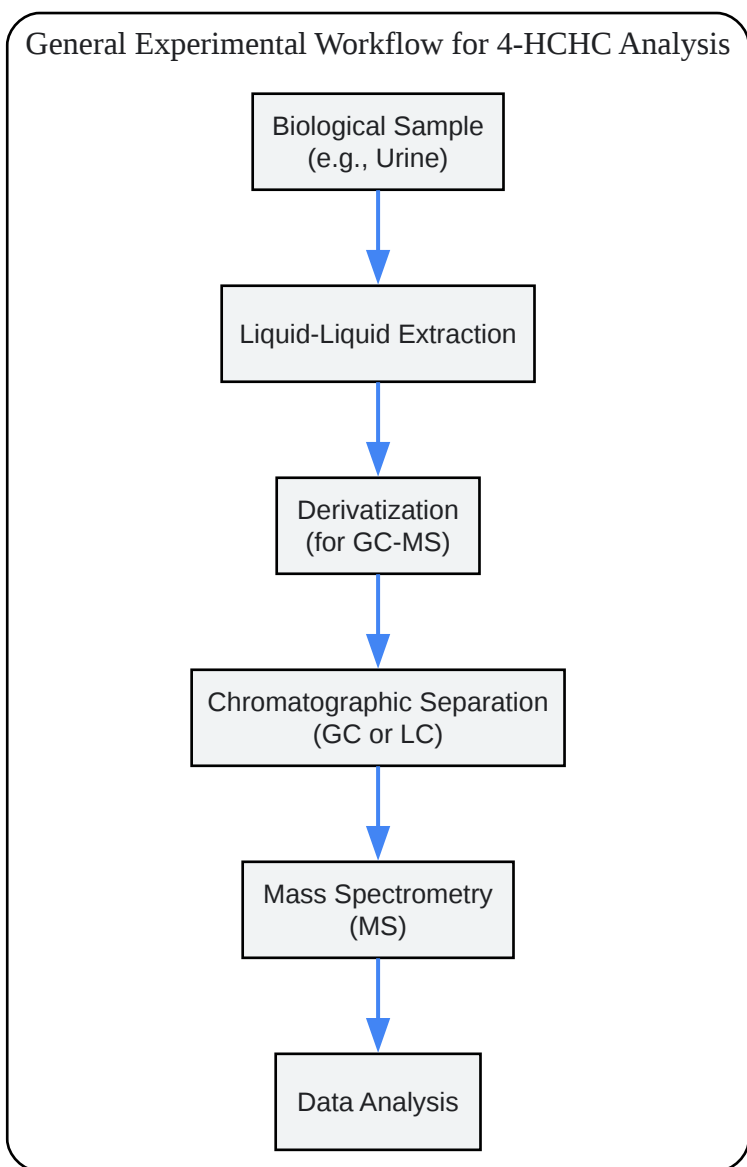 General Experimental Workflow for 4-HCHC Analysis
Biological Sample
(e.g., Urine)
Liquid-Liquid Extraction
Derivatization
(for GC-MS)
Chromatographic Separation
(GC or LC)
Mass Spectrometry
(MS)
Data Analysis